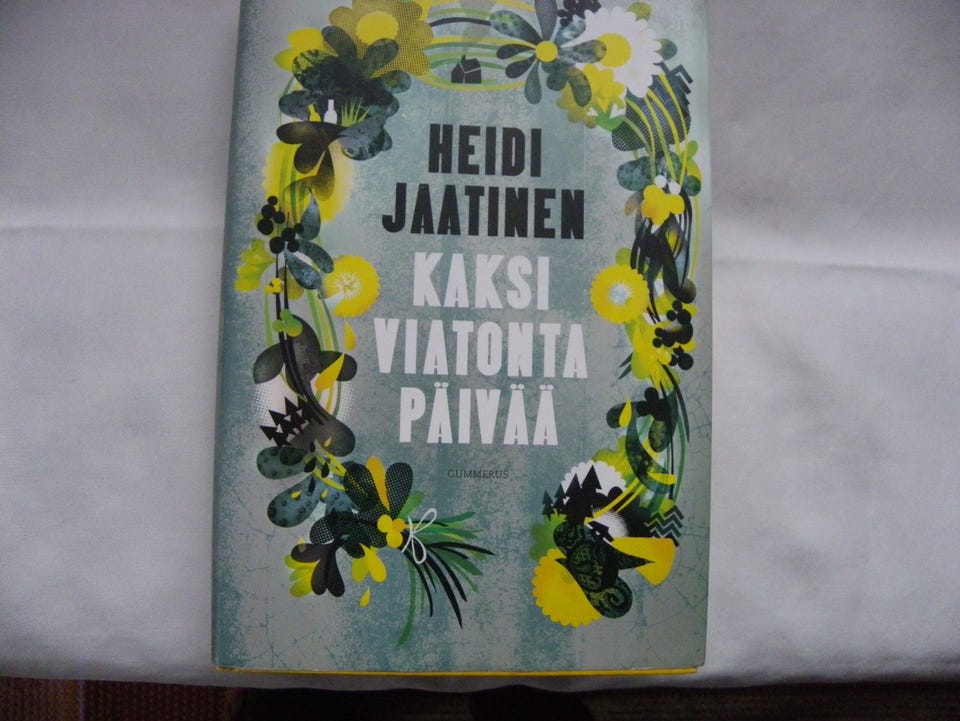 HEIDI
JAATINEN
KAKSI
VIATONTA
PÄIVÄÄ
GUMMERUS